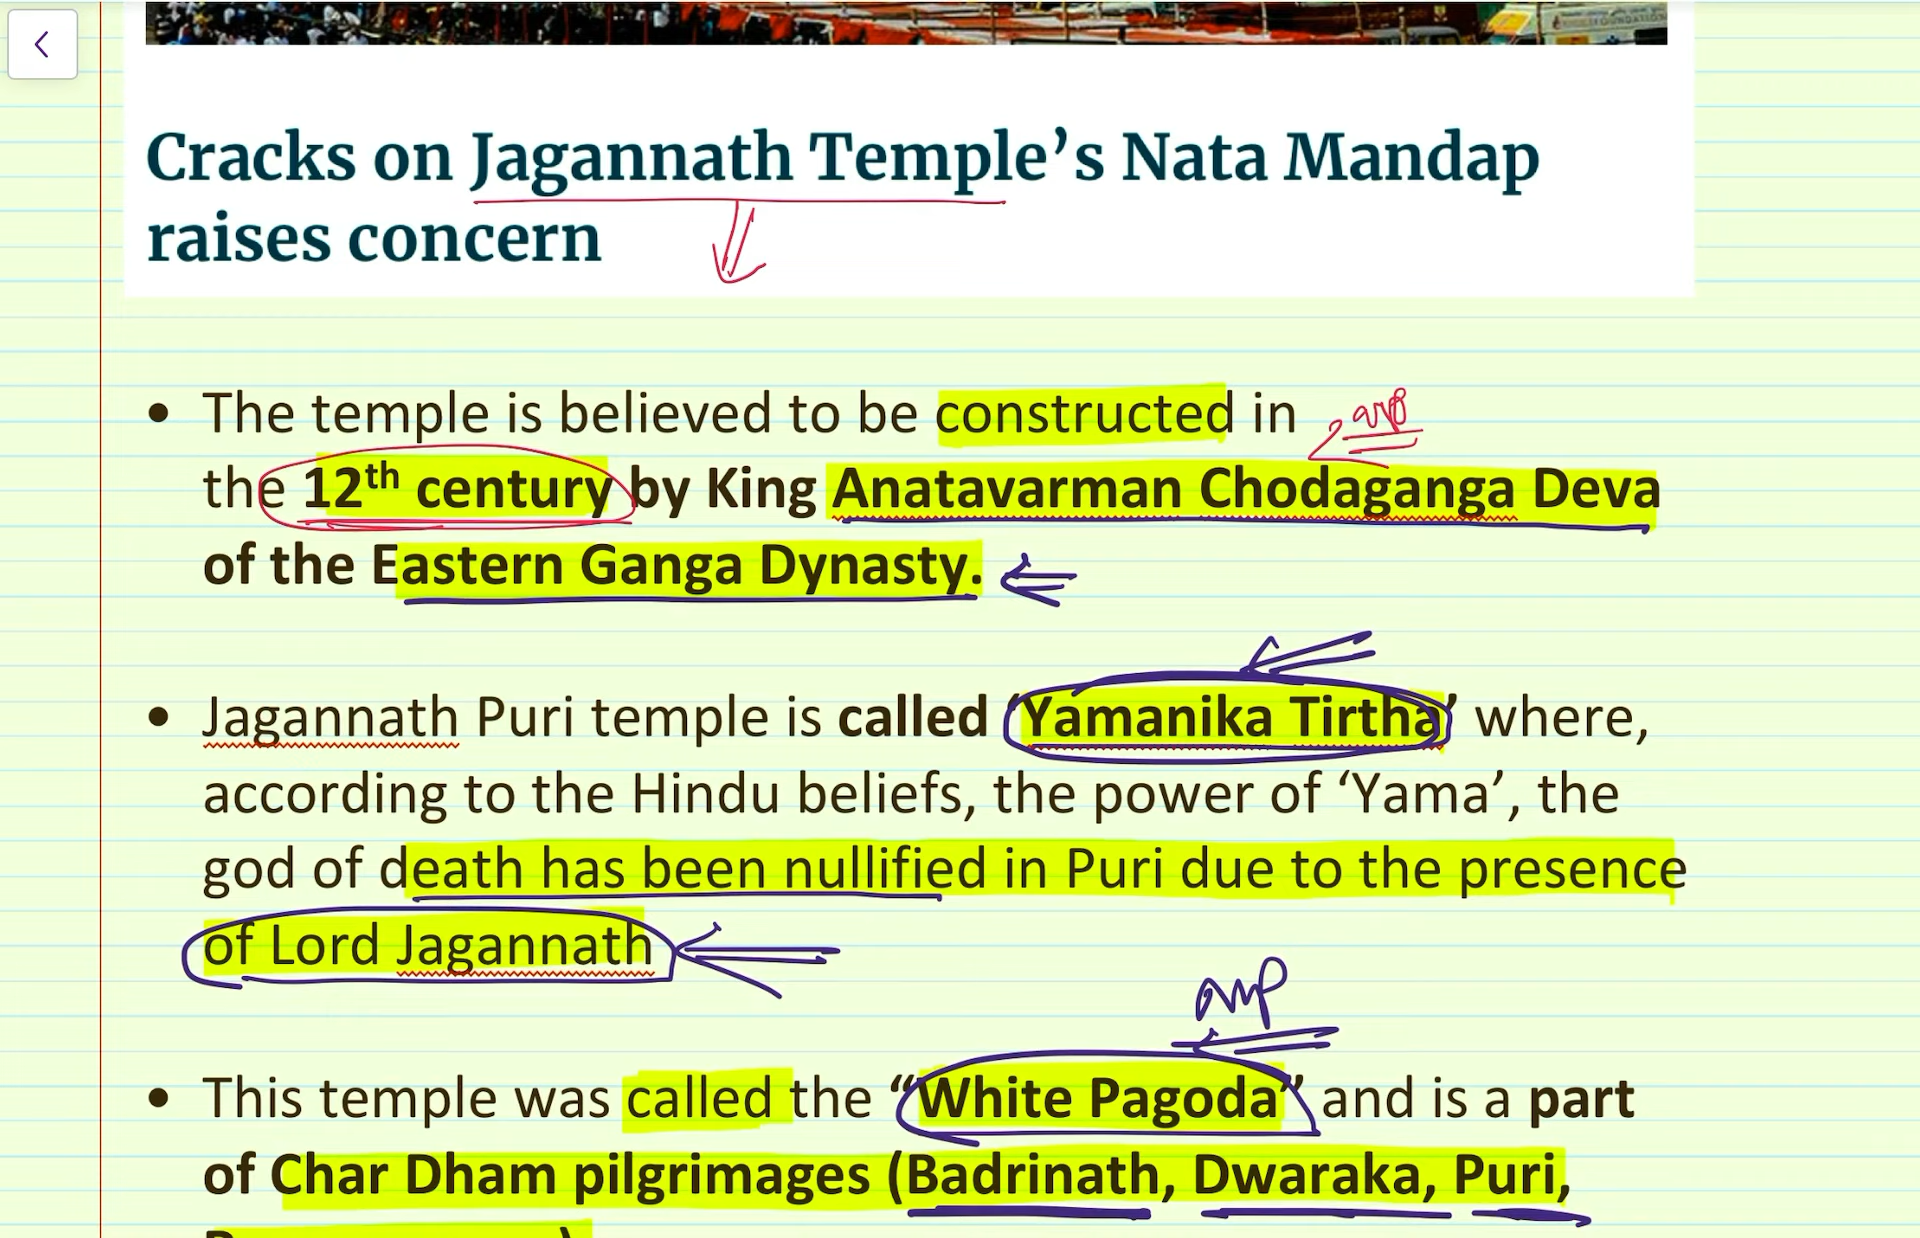 Cracks on Jagannath Temple’s Nata Mandap
raises concern
• The temple is believed to be constructed in
the 12th century by King Anatavarman Chodaganga Deva
of the Eastern Ganga Dynasty.
• Jagannath Puri temple is called ‘Yamanika Tirtha’ where,
according to the Hindu beliefs, the power of ‘Yama’, the
god of death has been nullified in Puri due to the presence
of Lord Jagannath
• This temple was called the “White Pagoda” and is a part
of Char Dham pilgrimages (Badrinath, Dwaraka, Puri,